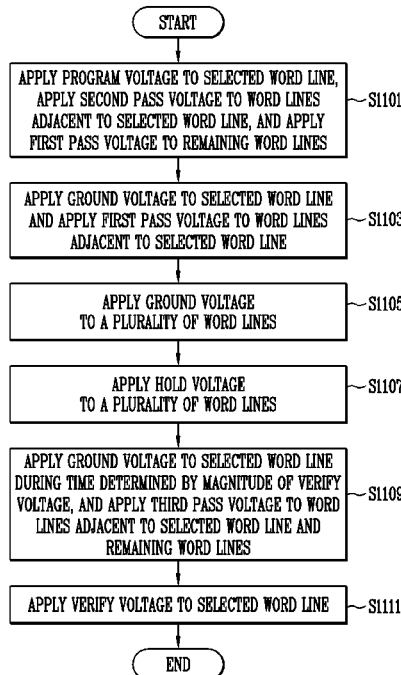 START
APPLY PROGRAM VOLTAGE TO SELECTED WORD LINE,
APPLY SECOND PASS VOLTAGE TO WORD LINES
ADJACENT TO SELECTED WORD LINE, AND APPLY
FIRST PASS VOLTAGE TO REMAINING WORD LINES
S1101
APPLY GROUND VOLTAGE TO SELECTED WORD LINE
AND APPLY FIRST PASS VOLTAGE TO WORD LINES
ADJACENT TO SELECTED WORD LINE
S1103
APPLY GROUND VOLTAGE
TO A PLURALITY OF WORD LINES
S1105
APPLY HOLD VOLTAGE
TO A PLURALITY OF WORD LINES
S1107
APPLY GROUND VOLTAGE TO SELECTED WORD LINE
DURING TIME DETERMINED BY MAGNITUDE OF VERIFY
VOLTAGE, AND APPLY THIRD PASS VOLTAGE TO WORD
LINES ADJACENT TO SELECTED WORD LINE AND
REMAINING WORD LINES
S1109
APPLY VERIFY VOLTAGE TO SELECTED WORD LINE
S1111
END